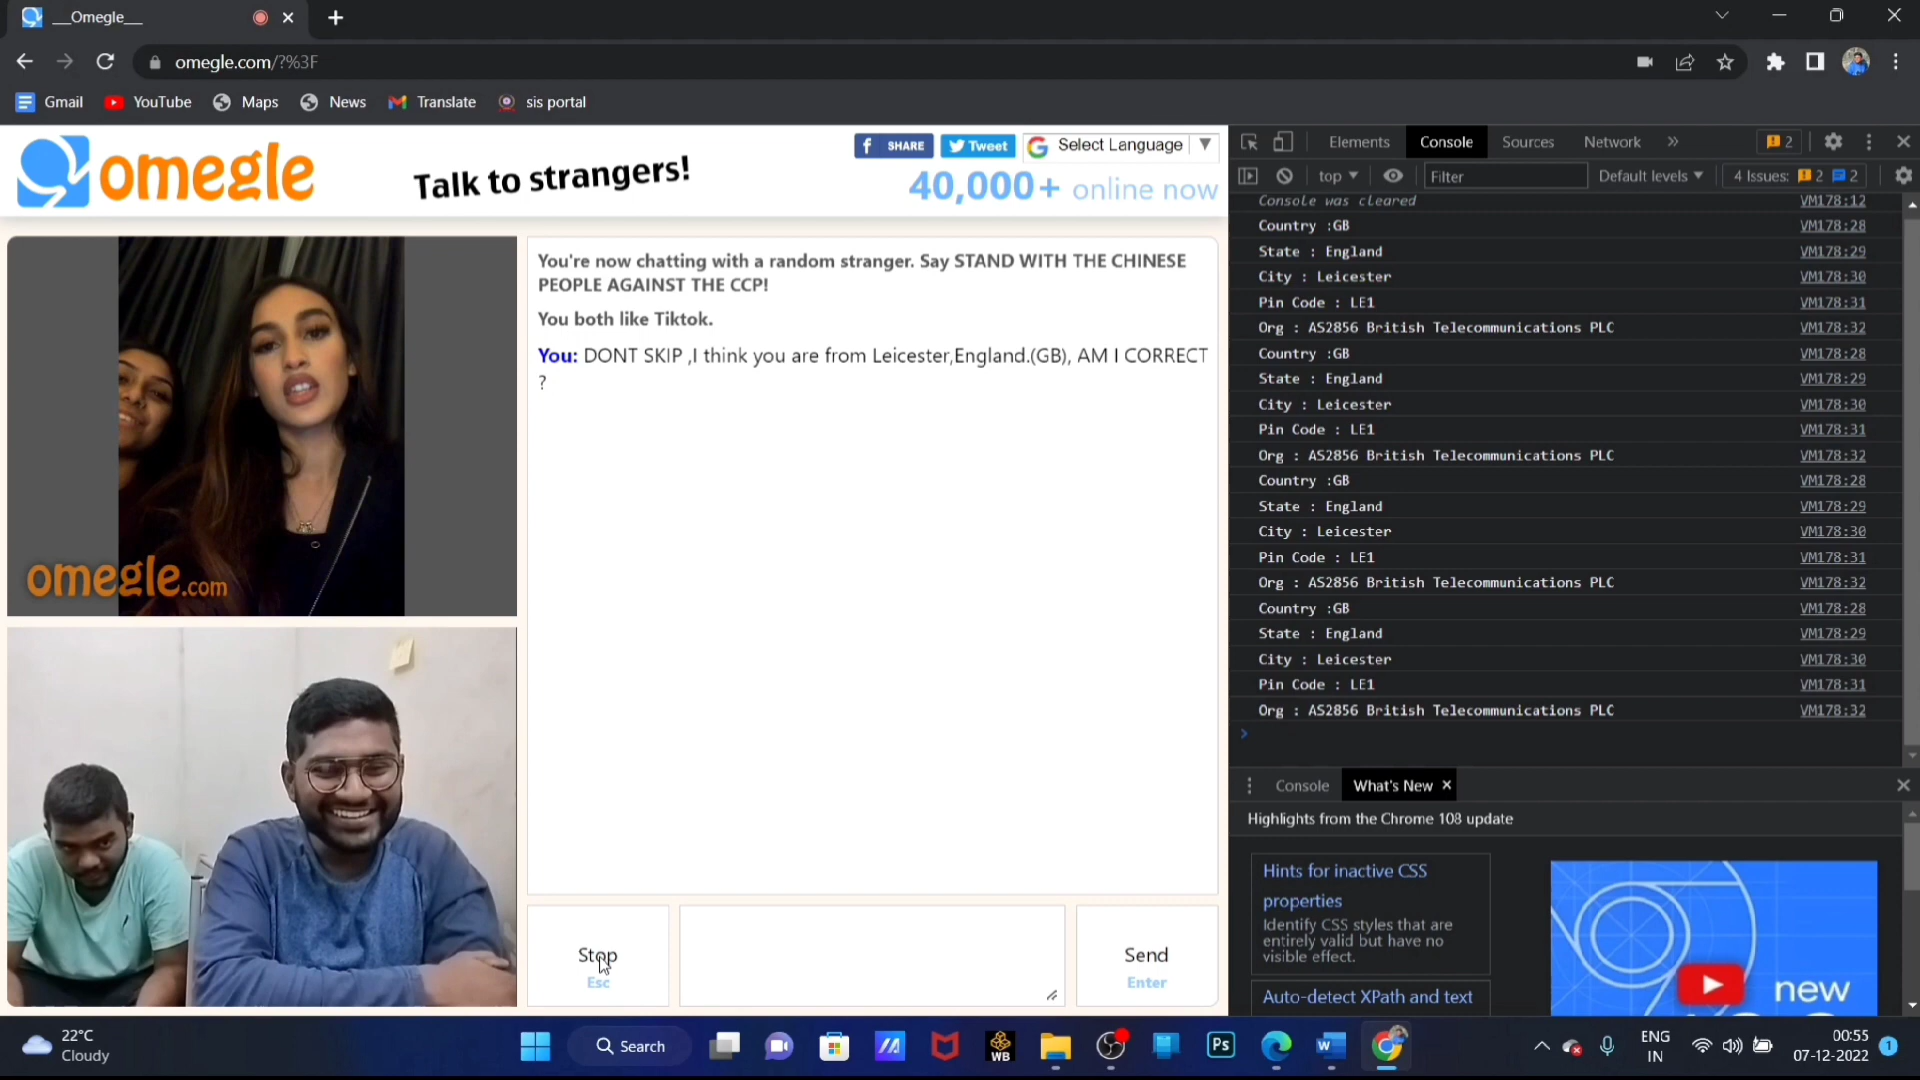 __Omegle__
omegle.com/?%3F
Gmail
YouTube
Maps
News
Translate
sis portal
omegle
Talk to strangers!
f SHARE
Tweet
G Select Language ▼
40,000+ online now
You're now chatting with a random stranger. Say STAND WITH THE CHINESE
PEOPLE AGAINST THE CCP!
You both like Tiktok.
You: DONT SKIP ,I think you are from Leicester,England.(GB), AM I CORRECT
?
omegle.com
Stop
Esc
Send
Enter
Elements
Console
Sources
Network
»
2
top ▼
Filter
Default levels ▼
4 Issues: 2 2
Console was cleared VM178:12
Country :GB VM178:28
State : England VM178:29
City : Leicester VM178:30
Pin Code : LE1 VM178:31
Org : AS2856 British Telecommunications PLC VM178:32
Country :GB VM178:28
State : England VM178:29
City : Leicester VM178:30
Pin Code : LE1 VM178:31
Org : AS2856 British Telecommunications PLC VM178:32
Country :GB VM178:28
State : England VM178:29
City : Leicester VM178:30
Pin Code : LE1 VM178:31
Org : AS2856 British Telecommunications PLC VM178:32
Country :GB VM178:28
State : England VM178:29
City : Leicester VM178:30
Pin Code : LE1 VM178:31
Org : AS2856 British Telecommunications PLC VM178:32
Console
What's New
Highlights from the Chrome 108 update
Hints for inactive CSS
properties
Identify CSS styles that are
entirely valid but have no
visible effect.
Auto-detect XPath and text
new
22°C
Cloudy
Search
WB
Ps
W
ENG
IN
00:55
07-12-2022
1